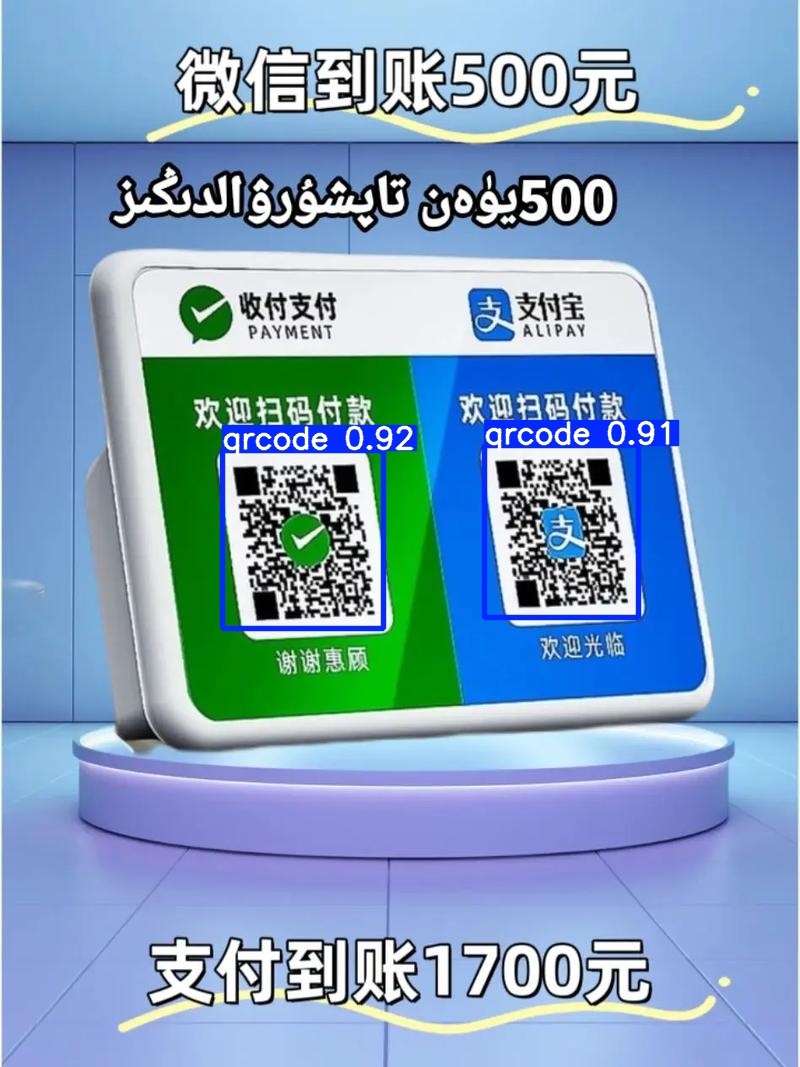 微信到账500元
500يۈەن تاپشۇرۇۋالدىڭىز
收付支付
PAYMENT
支付宝
ALIPAY
欢迎扫码付款
欢迎扫码付款
qrcode 0.92
qrcode 0.91
支
谢谢惠顾
欢迎光临
支付到账1700元